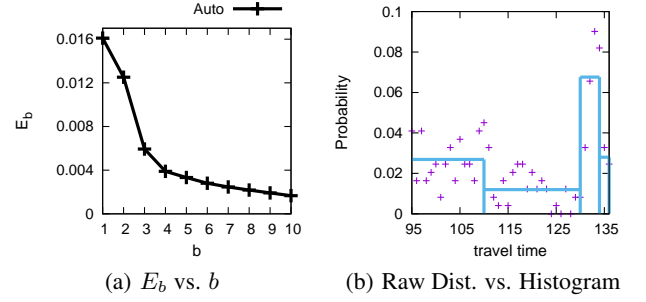 Auto
0.016
0.012
0.008
0.004
0
E_b
1 2 3 4 5 6 7 8 9 10
b
(a) E_b vs. b
0.1
0.08
0.06
0.04
0.02
0
Probability
95 105 115 125 135
travel time
(b) Raw Dist. vs. Histogram